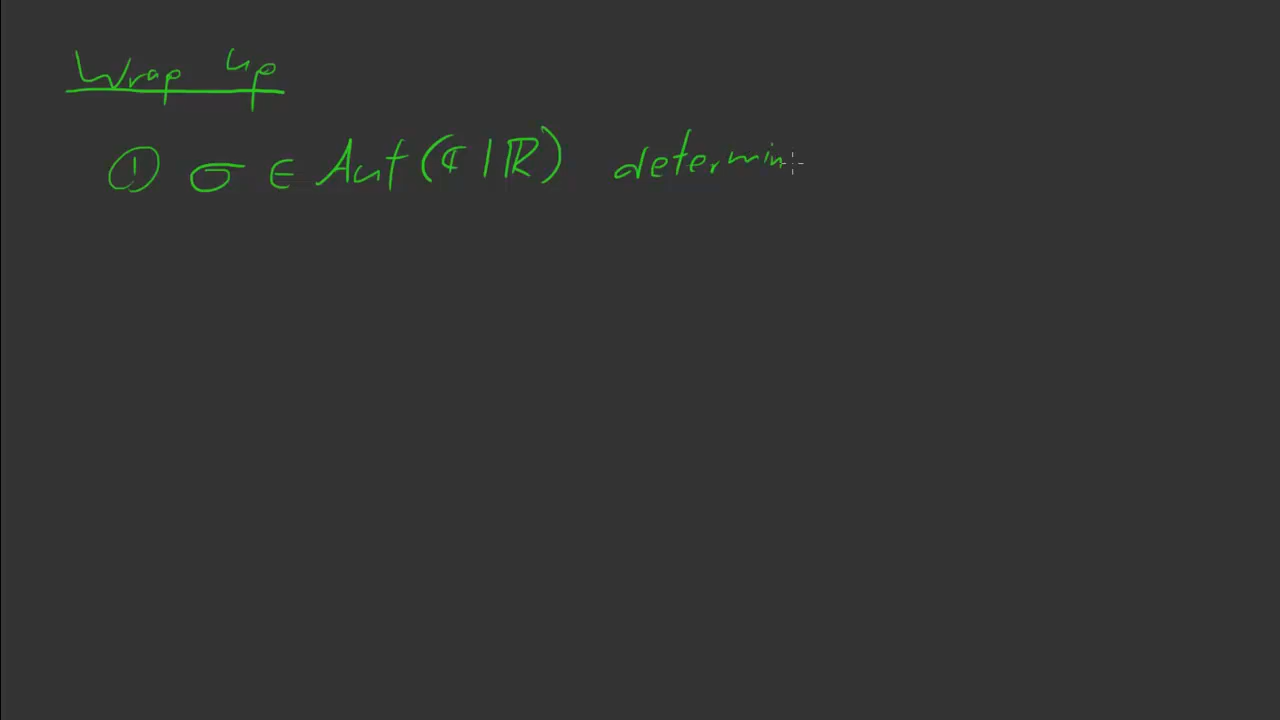 Wrap up
① σ ∈ Aut(ℂ|ℝ) determin